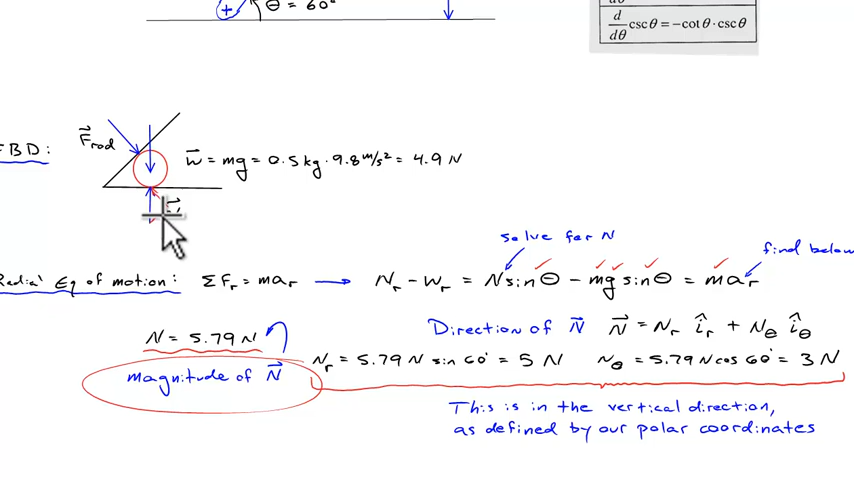 θ = 60°
d/dθ cscθ = −cotθ · cscθ
FBD:
F⃗rod
w⃗ = mg = 0.5 kg · 9.8 m/s² = 4.9 N
solve for N
find below
Radial Eq of motion: ΣFr = mar → Nr − Wr = N sin θ − mg sin θ = mar
N = 5.79 N
Direction of N⃗ N⃗ = Nr îr + Nθ îθ
magnitude of N⃗
Nr = 5.79 N sin 60° = 5 N Nθ = 5.79 N cos 60° = 3 N
This is in the vertical direction,
as defined by our polar coordinates